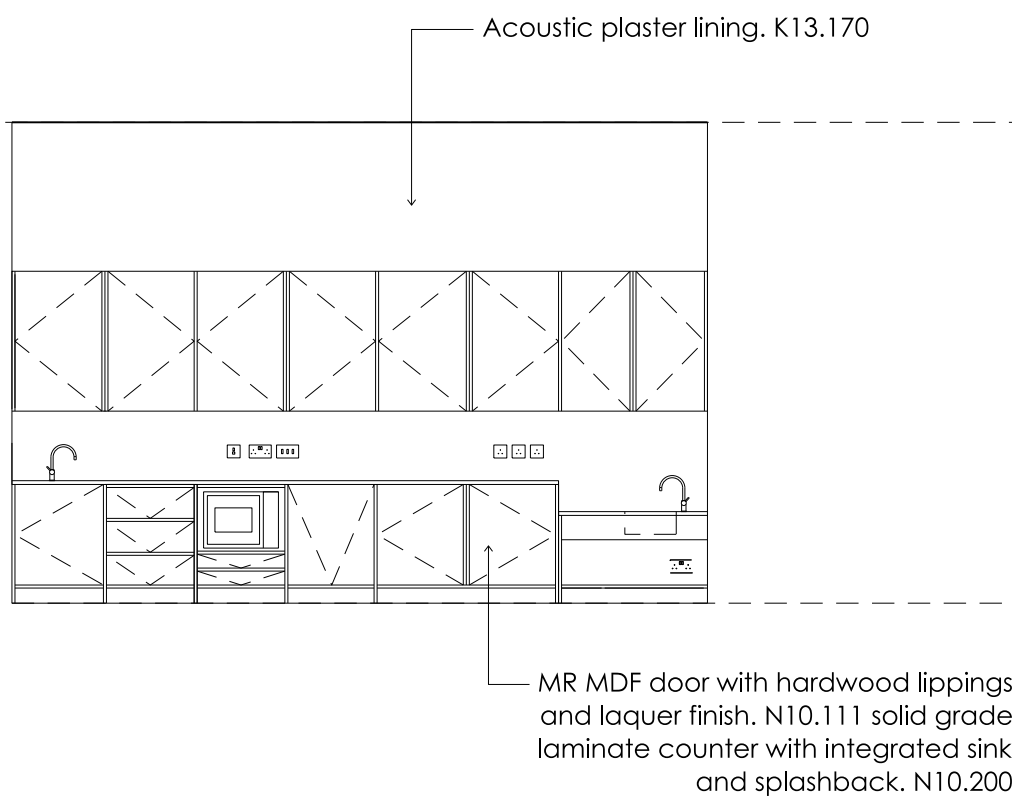 Acoustic plaster lining. K13.170
MR MDF door with hardwood lippings
and laquer finish. N10.111 solid grade
laminate counter with integrated sink
and splashback. N10.200